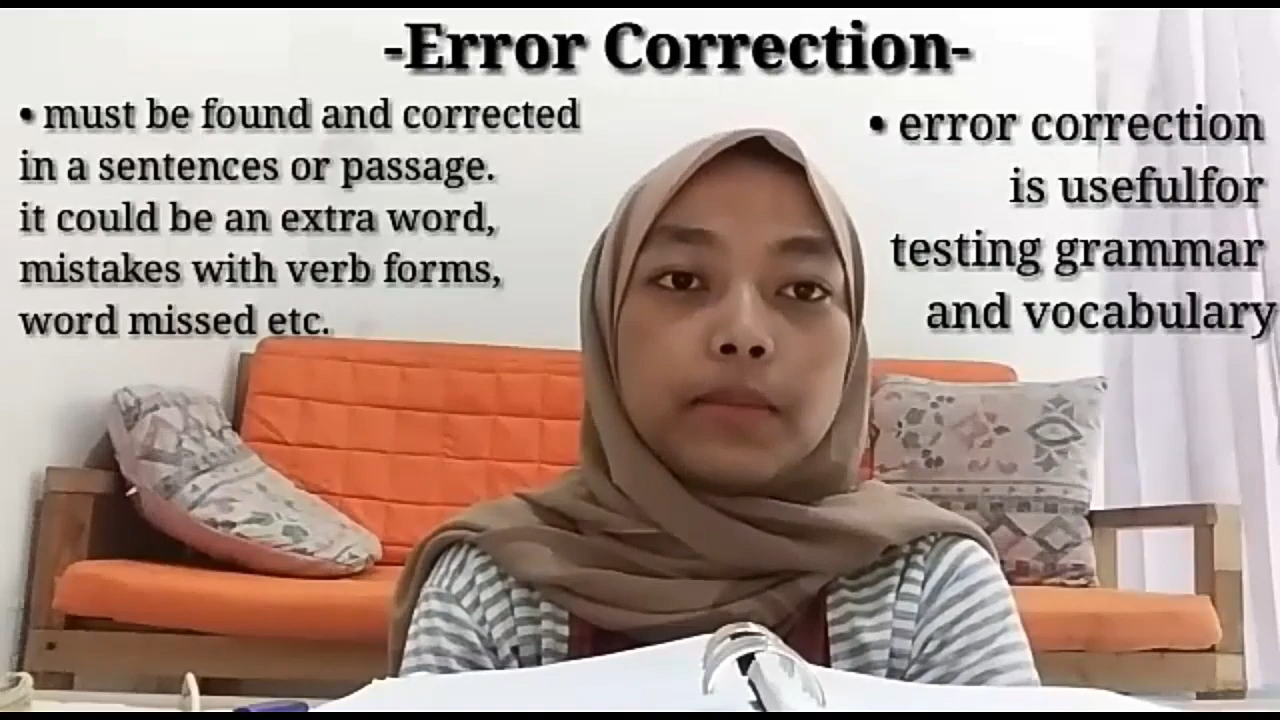 -Error Correction-
• must be found and corrected
in a sentences or passage.
it could be an extra word,
mistakes with verb forms,
word missed etc.
• error correction
is usefulfor
testing grammar
and vocabulary